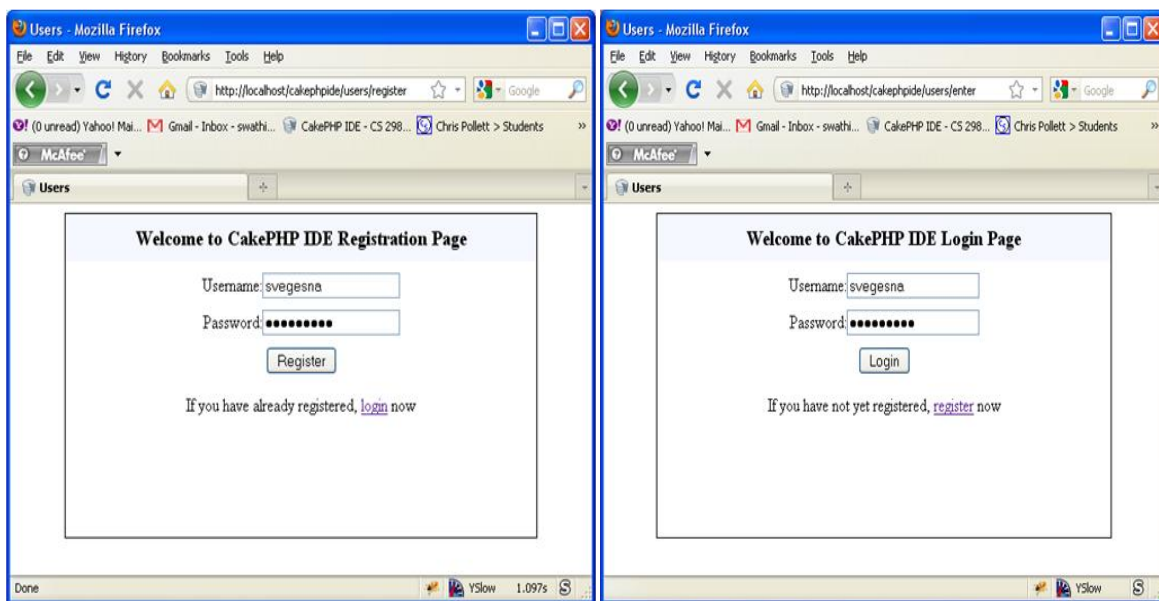 Users - Mozilla Firefox
File Edit View History Bookmarks Tools Help
http://localhost/cakephpide/users/register
Google
(0 unread) Yahoo! Mai... Gmail - Inbox - swathi... CakePHP IDE - CS 298... Chris Pollett > Students »
McAfee
Users
Welcome to CakePHP IDE Registration Page
Username: svegesna
Password: •••••••••
Register
If you have already registered, login now
Done YSlow 1.097s S
Users - Mozilla Firefox
File Edit View History Bookmarks Tools Help
http://localhost/cakephpide/users/enter
Google
(0 unread) Yahoo! Mai... Gmail - Inbox - swathi... CakePHP IDE - CS 298... Chris Pollett > Students »
McAfee
Users
Welcome to CakePHP IDE Login Page
Username: svegesna
Password: •••••••••
Login
If you have not yet registered, register now
YSlow S